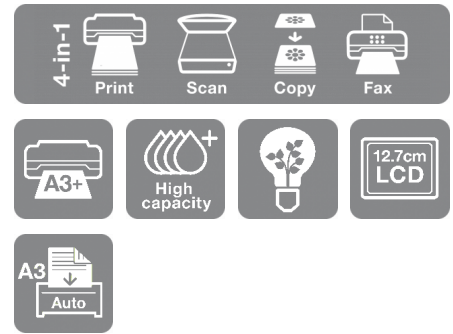 4-in-1
Print Scan Copy Fax
A3+
High
capacity
12.7cm
LCD
A3
Auto